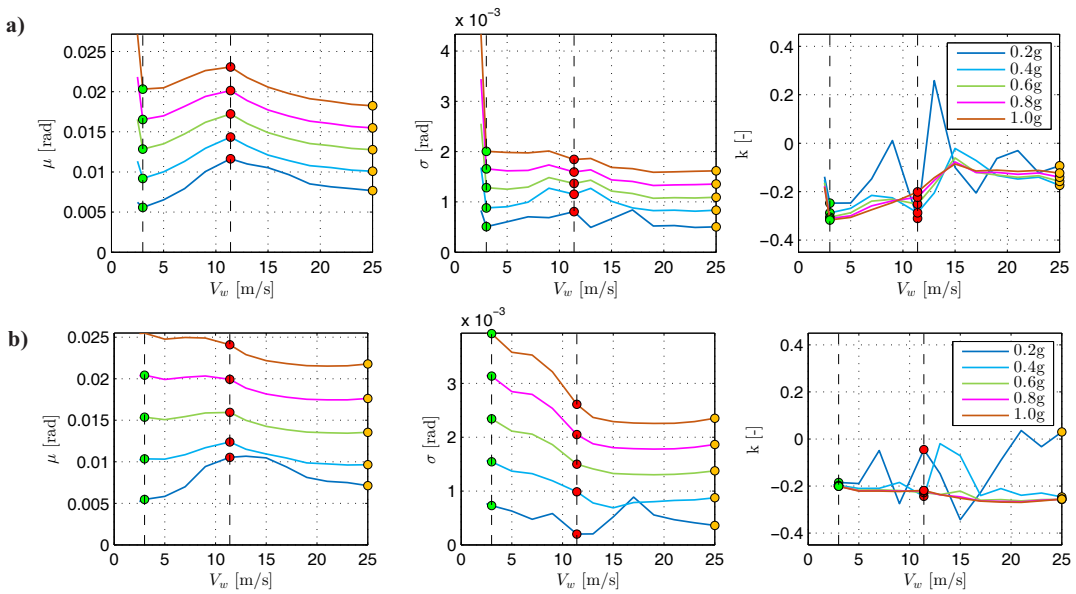 a)
μ [rad]
0.025
0.02
0.015
0.01
0.005
0
0 5 10 15 20 25
V_w [m/s]
x 10⁻³
σ [rad]
4
2
0
0 5 10 15 20 25
V_w [m/s]
k [-]
0.4
0.2
0
−0.2
−0.4
0 5 10 15 20 25
V_w [m/s]
0.2g
0.4g
0.6g
0.8g
1.0g
b)
μ [rad]
0.025
0.02
0.015
0.01
0.005
0
0 5 10 15 20 25
V_w [m/s]
x 10⁻³
σ [rad]
3
2
1
0
0 5 10 15 20 25
V_w [m/s]
k [-]
0.4
0.2
0
−0.2
−0.4
0 5 10 15 20 25
V_w [m/s]
0.2g
0.4g
0.6g
0.8g
1.0g